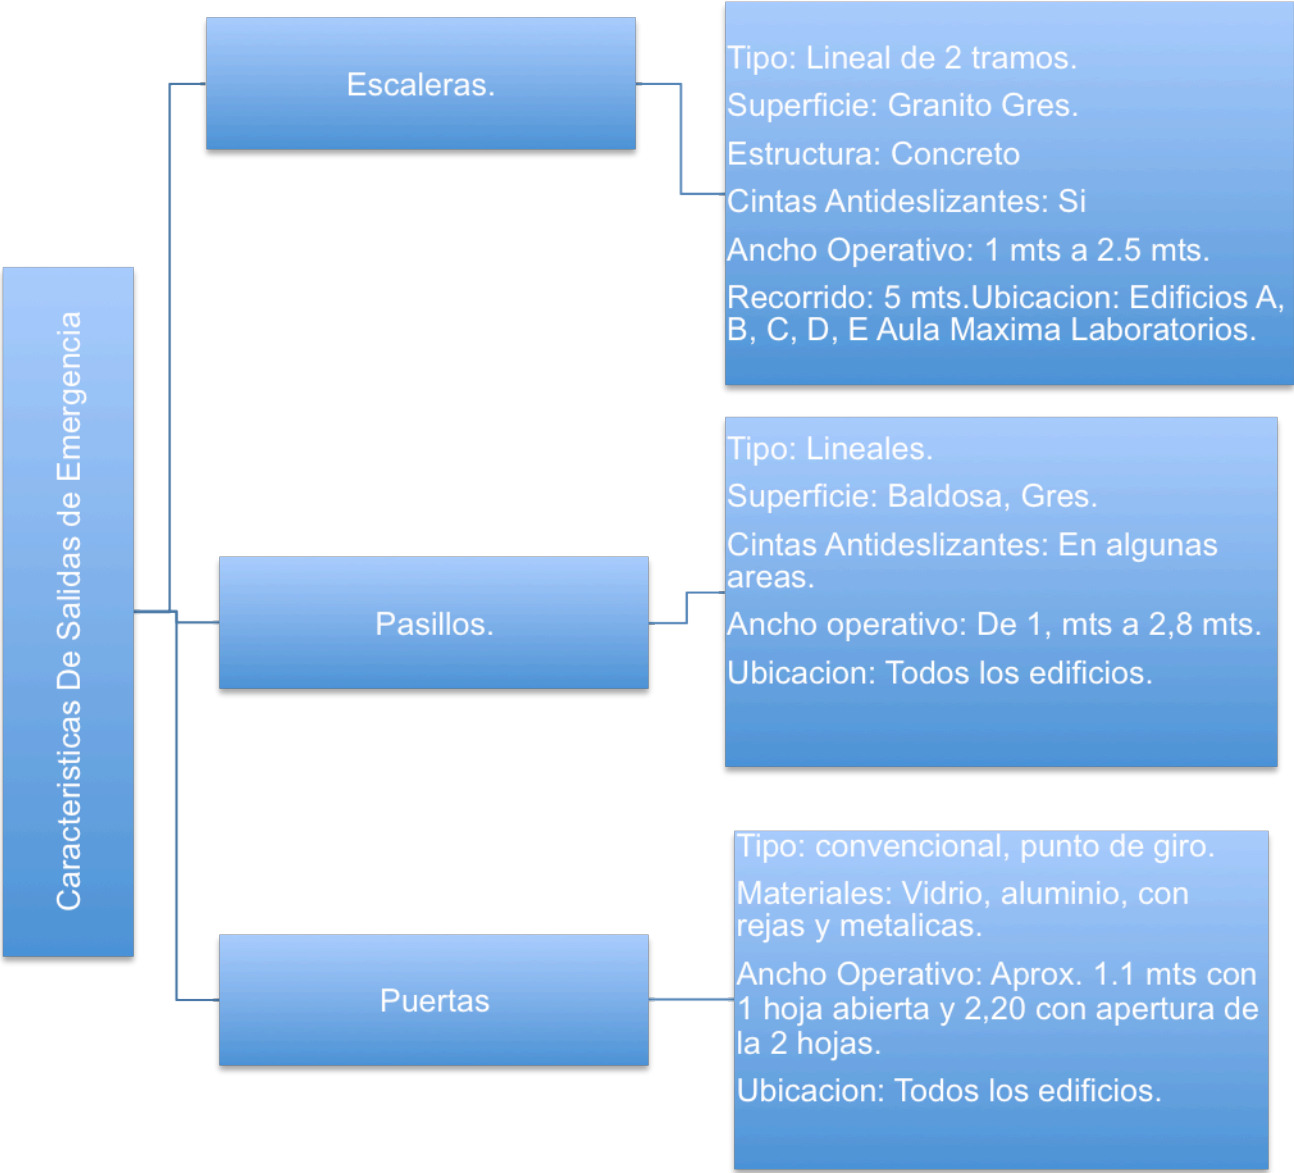 Caracteristicas De Salidas de Emergencia
Escaleras.
Tipo: Lineal de 2 tramos.
Superficie: Granito Gres.
Estructura: Concreto
Cintas Antideslizantes: Si
Ancho Operativo: 1 mts a 2.5 mts.
Recorrido: 5 mts.Ubicacion: Edificios A,
B, C, D, E Aula Maxima Laboratorios.
Pasillos.
Tipo: Lineales.
Superficie: Baldosa, Gres.
Cintas Antideslizantes: En algunas
areas.
Ancho operativo: De 1, mts a 2,8 mts.
Ubicacion: Todos los edificios.
Puertas
Tipo: convencional, punto de giro.
Materiales: Vidrio, aluminio, con
rejas y metalicas.
Ancho Operativo: Aprox. 1.1 mts con
1 hoja abierta y 2,20 con apertura de
la 2 hojas.
Ubicacion: Todos los edificios.